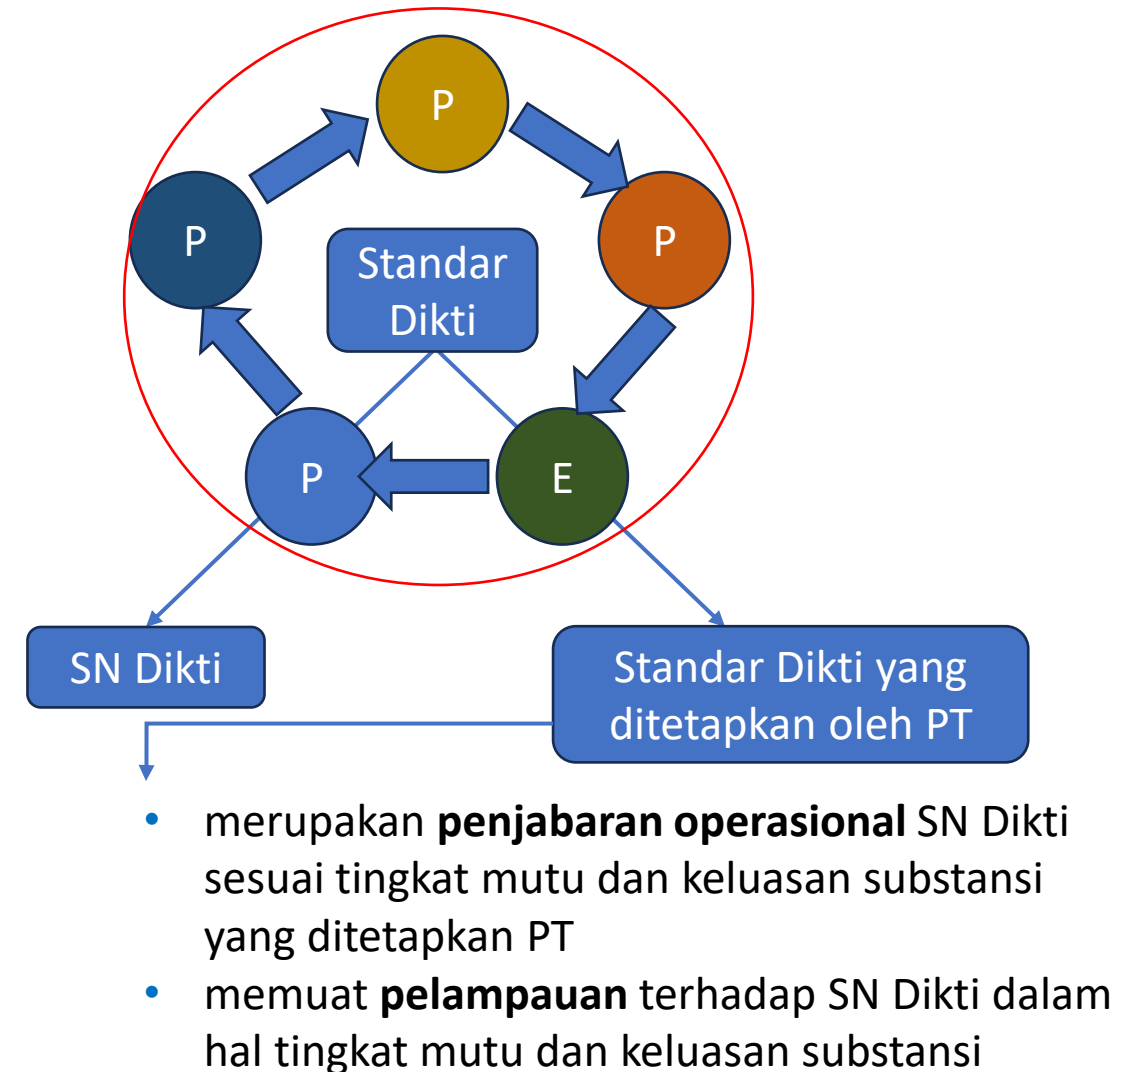 P
P
P
Standar
Dikti
P
E
SN Dikti
Standar Dikti yang
ditetapkan oleh PT
• merupakan penjabaran operasional SN Dikti
sesuai tingkat mutu dan keluasan substansi
yang ditetapkan PT
• memuat pelampauan terhadap SN Dikti dalam
hal tingkat mutu dan keluasan substansi